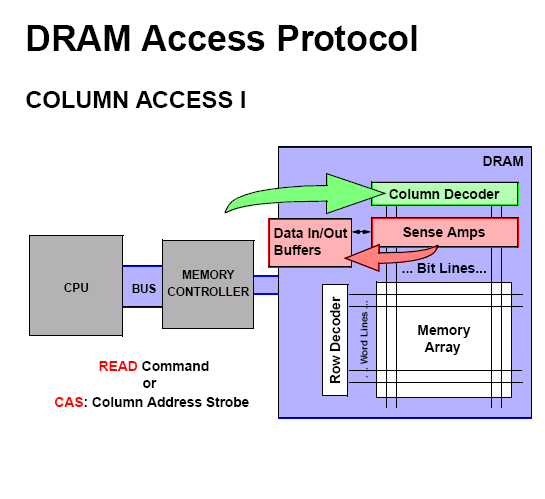 DRAM Access Protocol
COLUMN ACCESS I
DRAM
Column Decoder
Data In/Out
Buffers
Sense Amps
... Bit Lines...
CPU
BUS
MEMORY
CONTROLLER
Row Decoder
... Word Lines ...
Memory
Array
READ Command
or
CAS: Column Address Strobe